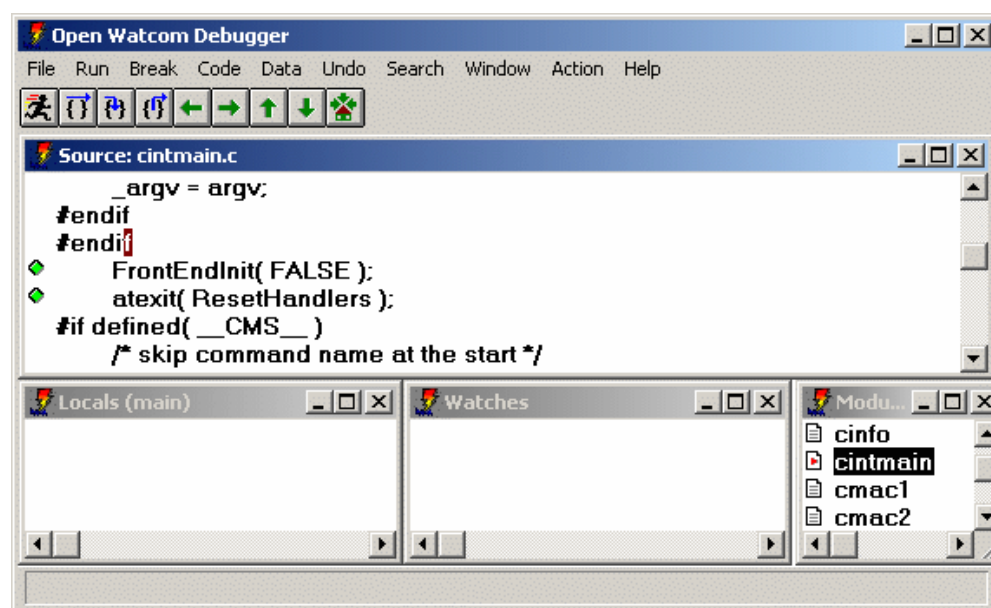 Open Watcom Debugger
File Run Break Code Data Undo Search Window Action Help
Source: cintmain.c
_argv = argv;
#endif
#endif
FrontEndInit( FALSE );
atexit( ResetHandlers );
#if defined( __CMS__ )
/* skip command name at the start */
Locals (main)
Watches
Modu...
cinfo
cintmain
cmac1
cmac2